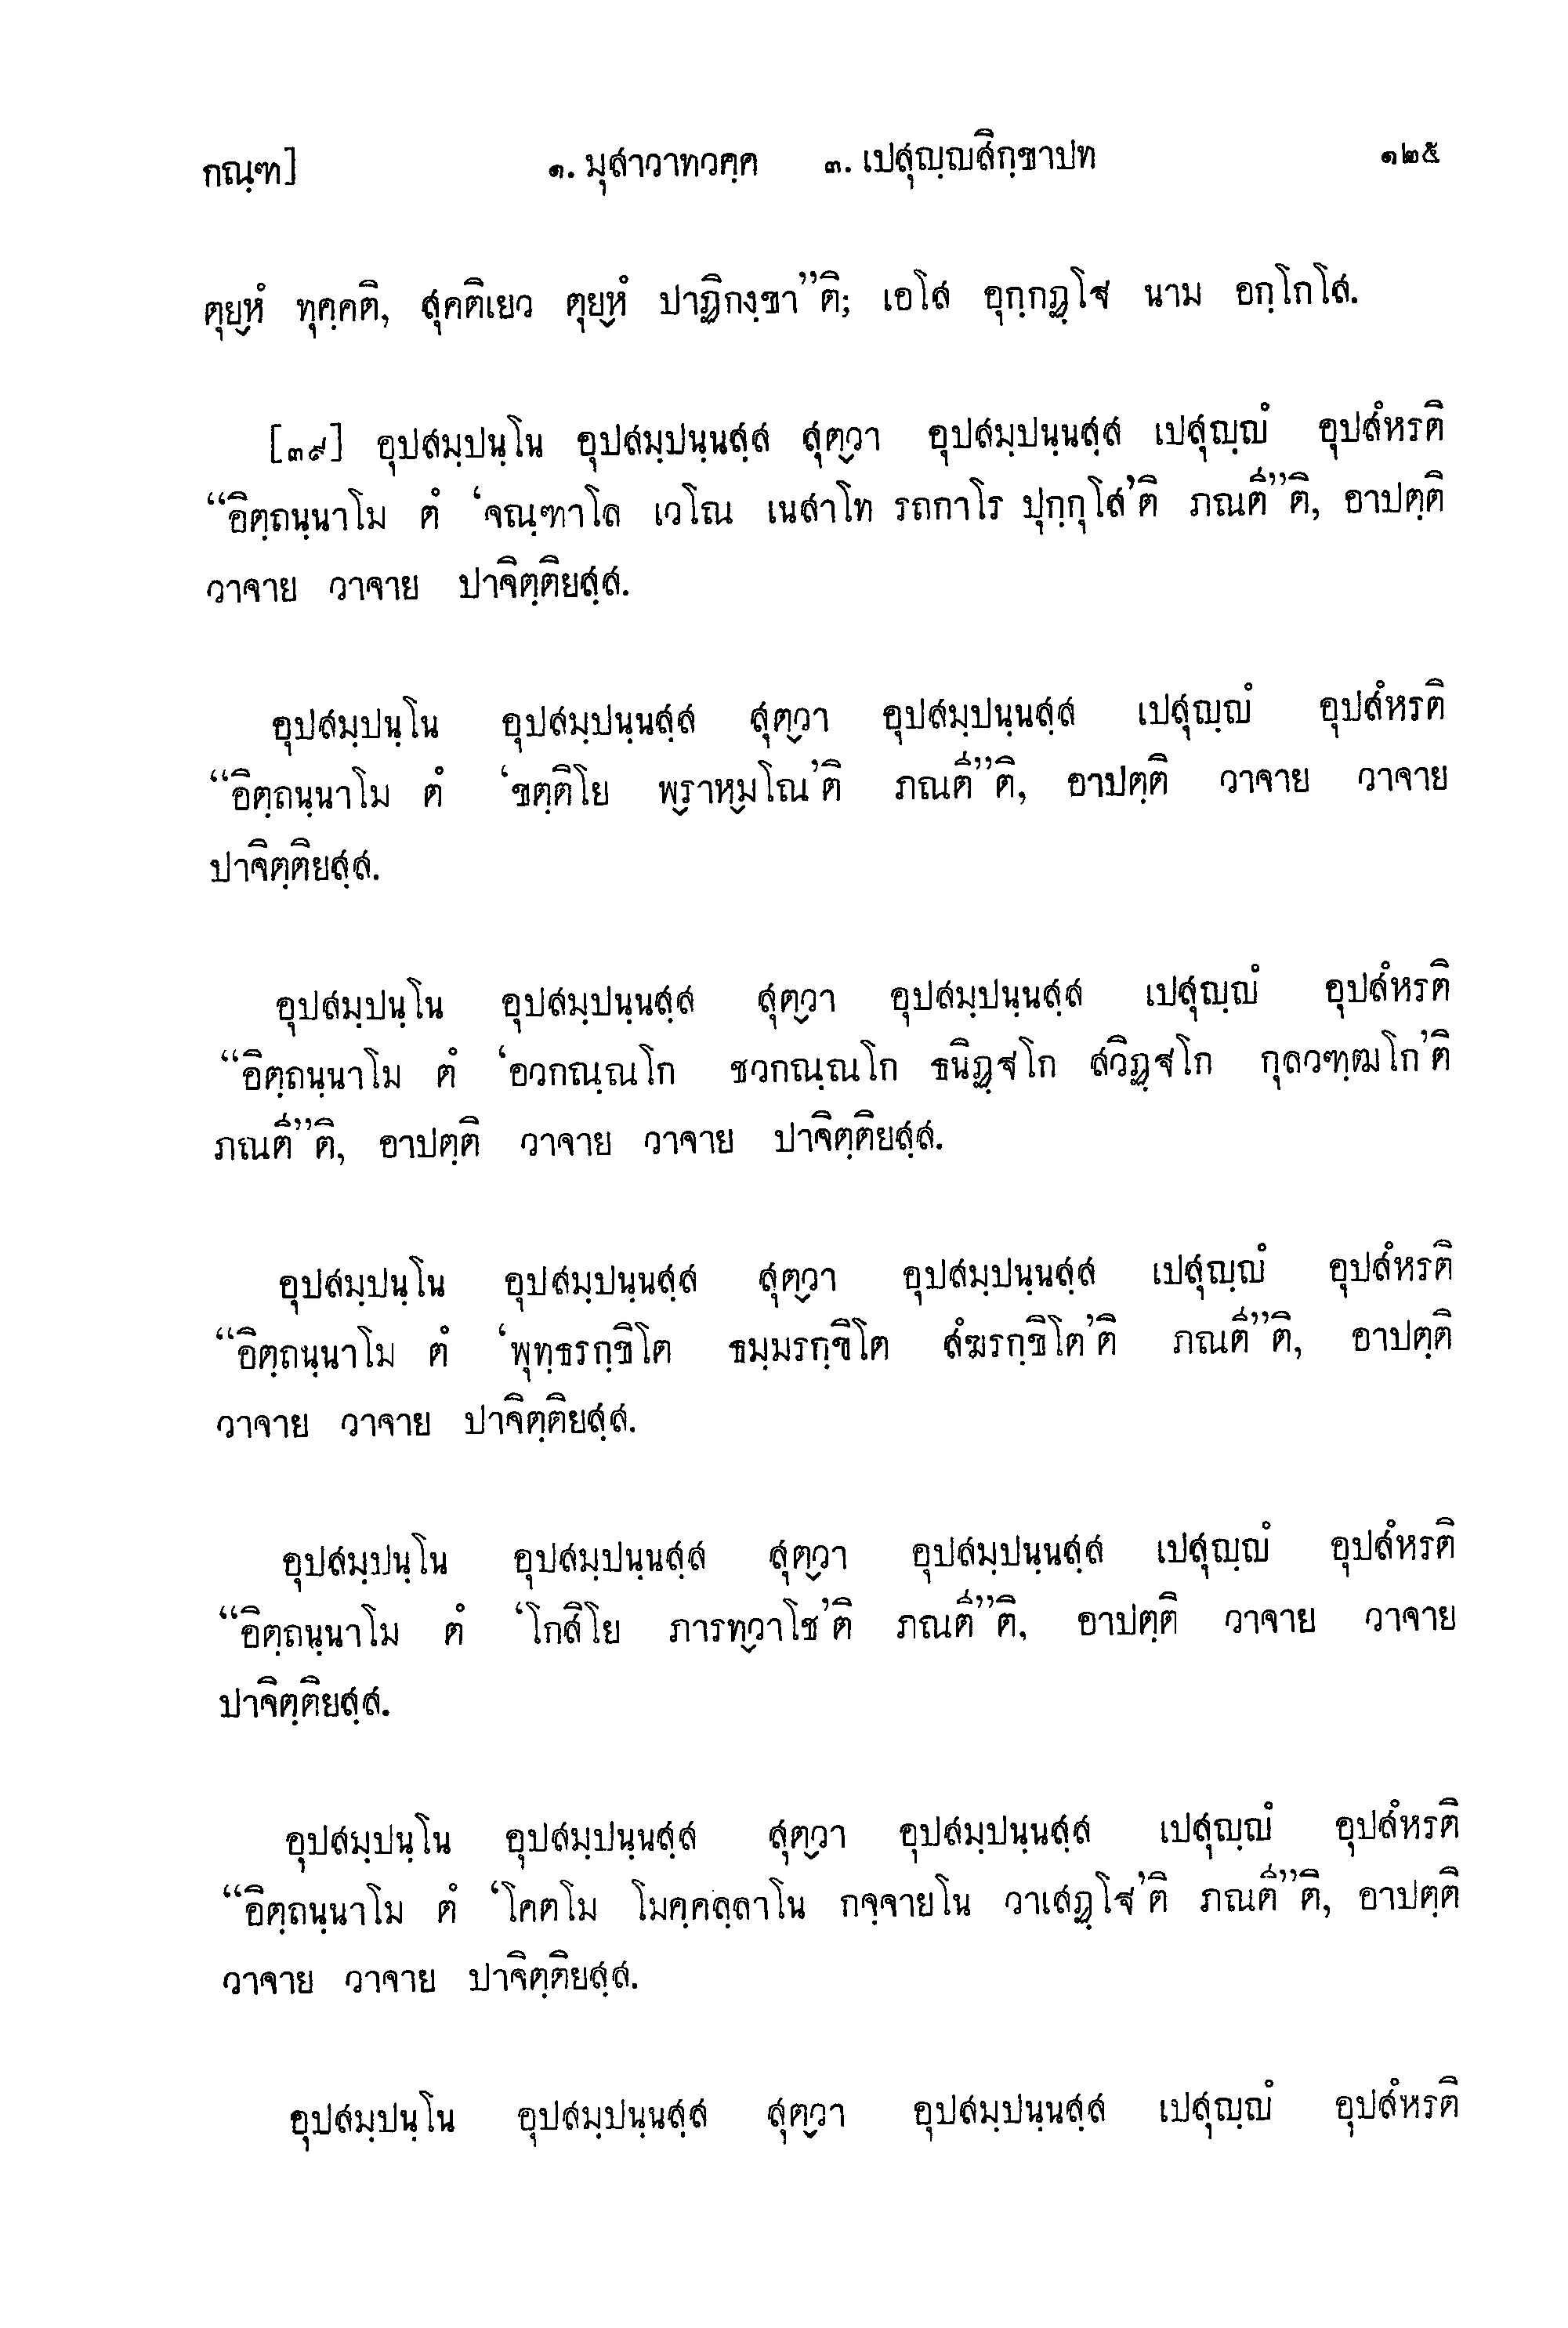 กณฺฑ] ๑. มุสาวาทวคฺค ๓. เปสุญฺญสิกฺขาปท ๑๒๕
ตุยฺหํ ทุคฺคติ, สุคติเยว ตุยฺหํ ปาฏิกงฺขา”ติ; เอโส อุกฺกฏฺโฐ นาม อกฺโกโส.
[๓๙] อุปสมฺปนฺโน อุปสมฺปนฺนสฺส สุตฺวา อุปสมฺปนฺนสฺส เปสุญฺญํ อุปสํหรติ
“อิตฺถนฺนาโม ตํ ‘จณฺฑาโล เวโณ เนสาโท รถกาโร ปุกฺกุโส’ติ ภณตี”ติ, อาปตฺติ
วาจาย วาจาย ปาจิตฺติยสฺส.
อุปสมฺปนฺโน อุปสมฺปนฺนสฺส สุตฺวา อุปสมฺปนฺนสฺส เปสุญฺญํ อุปสํหรติ
“อิตฺถนฺนาโม ตํ ‘ขตฺติโย พฺราหฺมโณ’ติ ภณตี”ติ, อาปตฺติ วาจาย วาจาย
ปาจิตฺติยสฺส.
อุปสมฺปนฺโน อุปสมฺปนฺนสฺส สุตฺวา อุปสมฺปนฺนสฺส เปสุญฺญํ อุปสํหรติ
“อิตฺถนฺนาโม ตํ ‘อวกณฺณโก ชวกณฺณโก ธนิฏฺฐโก สวิฏฺฐโก กุลวฑฺฒโก’ติ
ภณตี”ติ, อาปตฺติ วาจาย วาจาย ปาจิตฺติยสฺส.
อุปสมฺปนฺโน อุปสมฺปนฺนสฺส สุตฺวา อุปสมฺปนฺนสฺส เปสุญฺญํ อุปสํหรติ
“อิตฺถนฺนาโม ตํ ‘พุทฺธรกฺขิโต ธมฺมรกฺขิโต สํฆรกฺขิโต’ติ ภณตี”ติ, อาปตฺติ
วาจาย วาจาย ปาจิตฺติยสฺส.
อุปสมฺปนฺโน อุปสมฺปนฺนสฺส สุตฺวา อุปสมฺปนฺนสฺส เปสุญฺญํ อุปสํหรติ
“อิตฺถนฺนาโม ตํ ‘โกสิโย ภารทฺวาโช’ติ ภณตี”ติ, อาปตฺติ วาจาย วาจาย
ปาจิตฺติยสฺส.
อุปสมฺปนฺโน อุปสมฺปนฺนสฺส สุตฺวา อุปสมฺปนฺนสฺส เปสุญฺญํ อุปสํหรติ
“อิตฺถนฺนาโม ตํ ‘โคตโม โมคฺคลฺลาโน กจฺจายโน วาเสฏฺโฐ’ติ ภณตี”ติ, อาปตฺติ
วาจาย วาจาย ปาจิตฺติยสฺส.
อุปสมฺปนฺโน อุปสมฺปนฺนสฺส สุตฺวา อุปสมฺปนฺนสฺส เปสุญฺญํ อุปสํหรติ